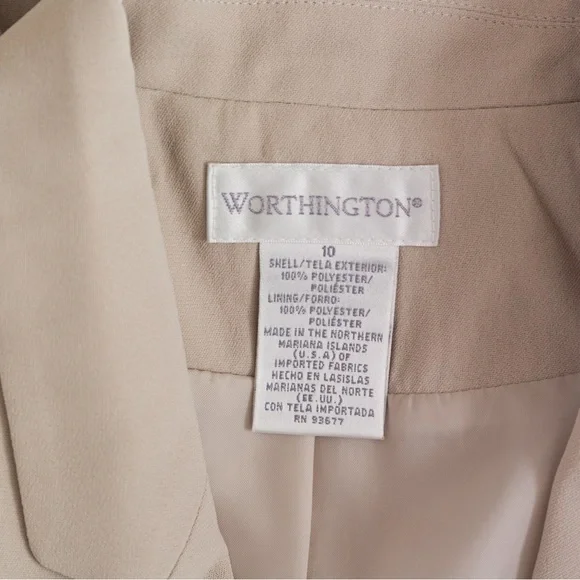 WORTHINGTON®
10
SHELL/TELA EXTERIOR:
100% POLYESTER/
POLIÉSTER
LINING/FORRO:
100% POLYESTER/
POLIÉSTER
MADE IN THE NORTHERN
MARIANA ISLANDS
(U.S.A) OF
IMPORTED FABRICS
HECHO EN LASISLAS
MARIANAS DEL NORTE
(EE.UU.)
CON TELA IMPORTADA
RN 93677